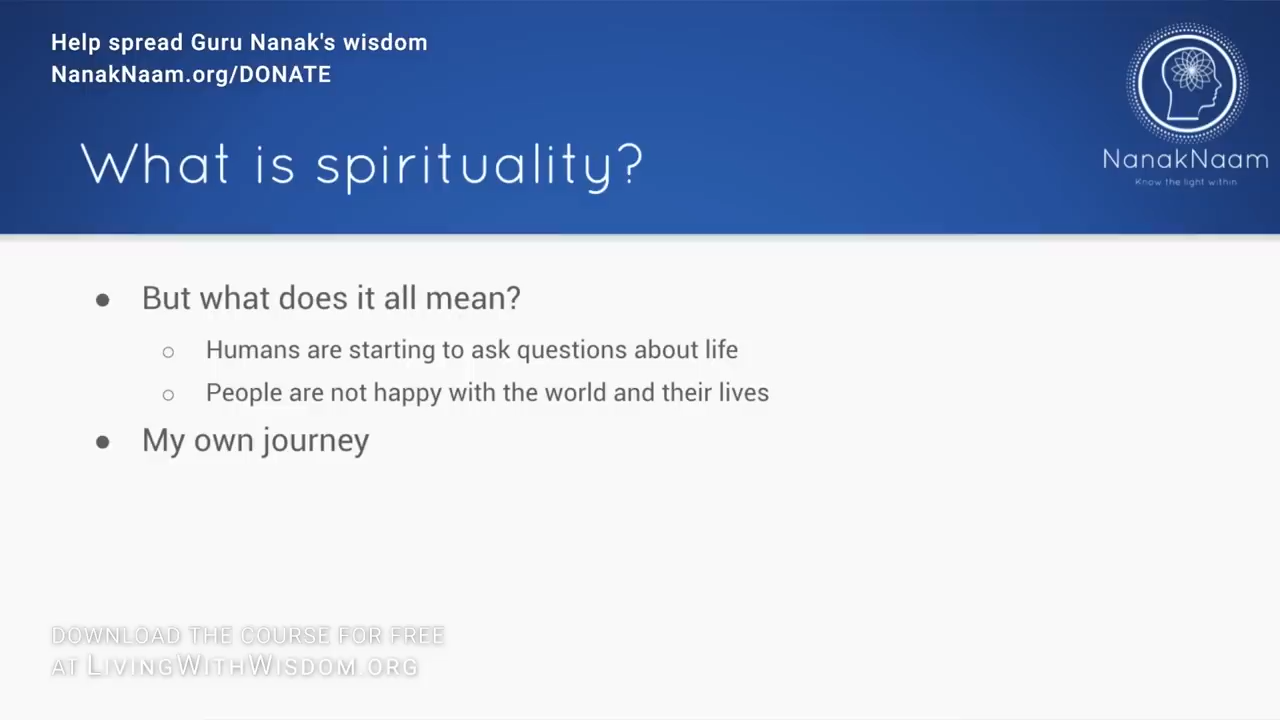 Help spread Guru Nanak's wisdom
NanakNaam.org/DONATE
What is spirituality?
NanakNaam
Know the light within
● But what does it all mean?
○ Humans are starting to ask questions about life
○ People are not happy with the world and their lives
● My own journey
DOWNLOAD THE COURSE FOR FREE
AT LIVINGWITHWISDOM.ORG